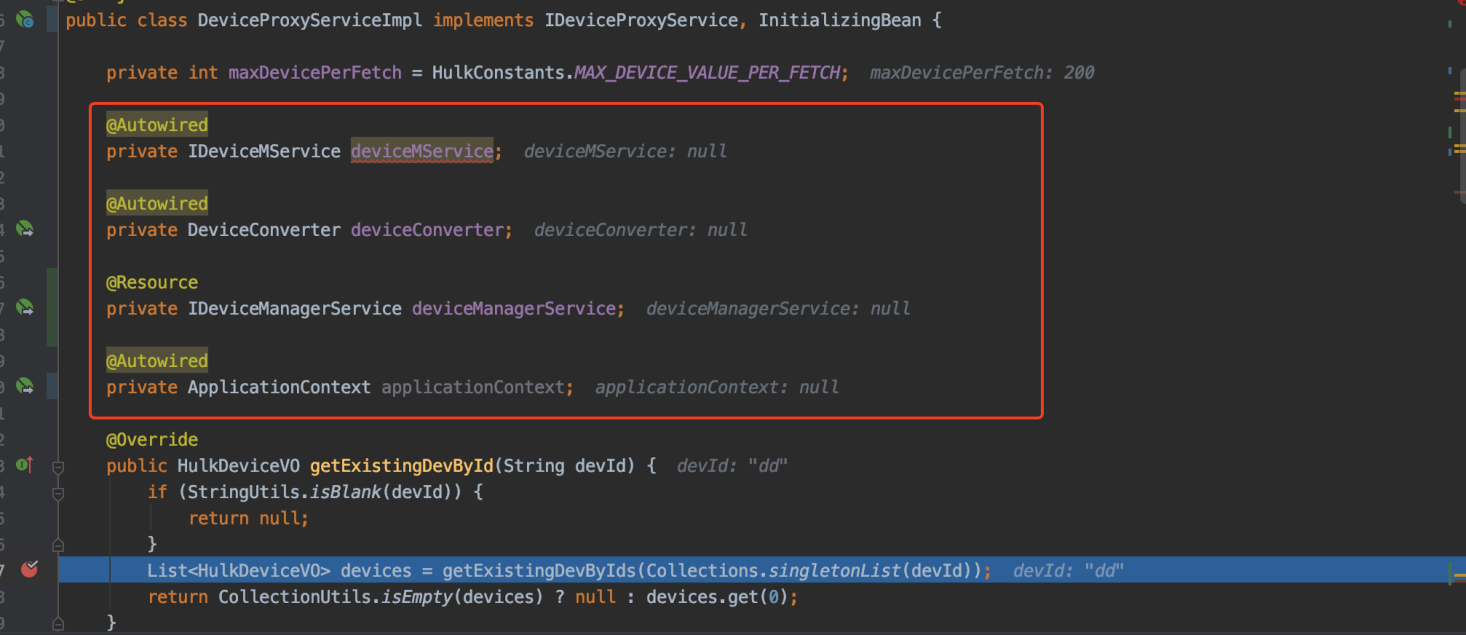 public class DeviceProxyServiceImpl implements IDeviceProxyService, InitializingBean {
private int maxDevicePerFetch = HulkConstants.MAX_DEVICE_VALUE_PER_FETCH; maxDevicePerFetch: 200
@Autowired
private IDeviceMService deviceMService; deviceMService: null
@Autowired
private DeviceConverter deviceConverter; deviceConverter: null
@Resource
private IDeviceManagerService deviceManagerService; deviceManagerService: null
@Autowired
private ApplicationContext applicationContext; applicationContext: null
@Override
public HulkDeviceVO getExistingDevById(String devId) { devId: "dd"
if (StringUtils.isBlank(devId)) {
return null;
}
List<HulkDeviceVO> devices = getExistingDevByIds(Collections.singletonList(devId)); devId: "dd"
return CollectionUtils.isEmpty(devices) ? null : devices.get(0);
}